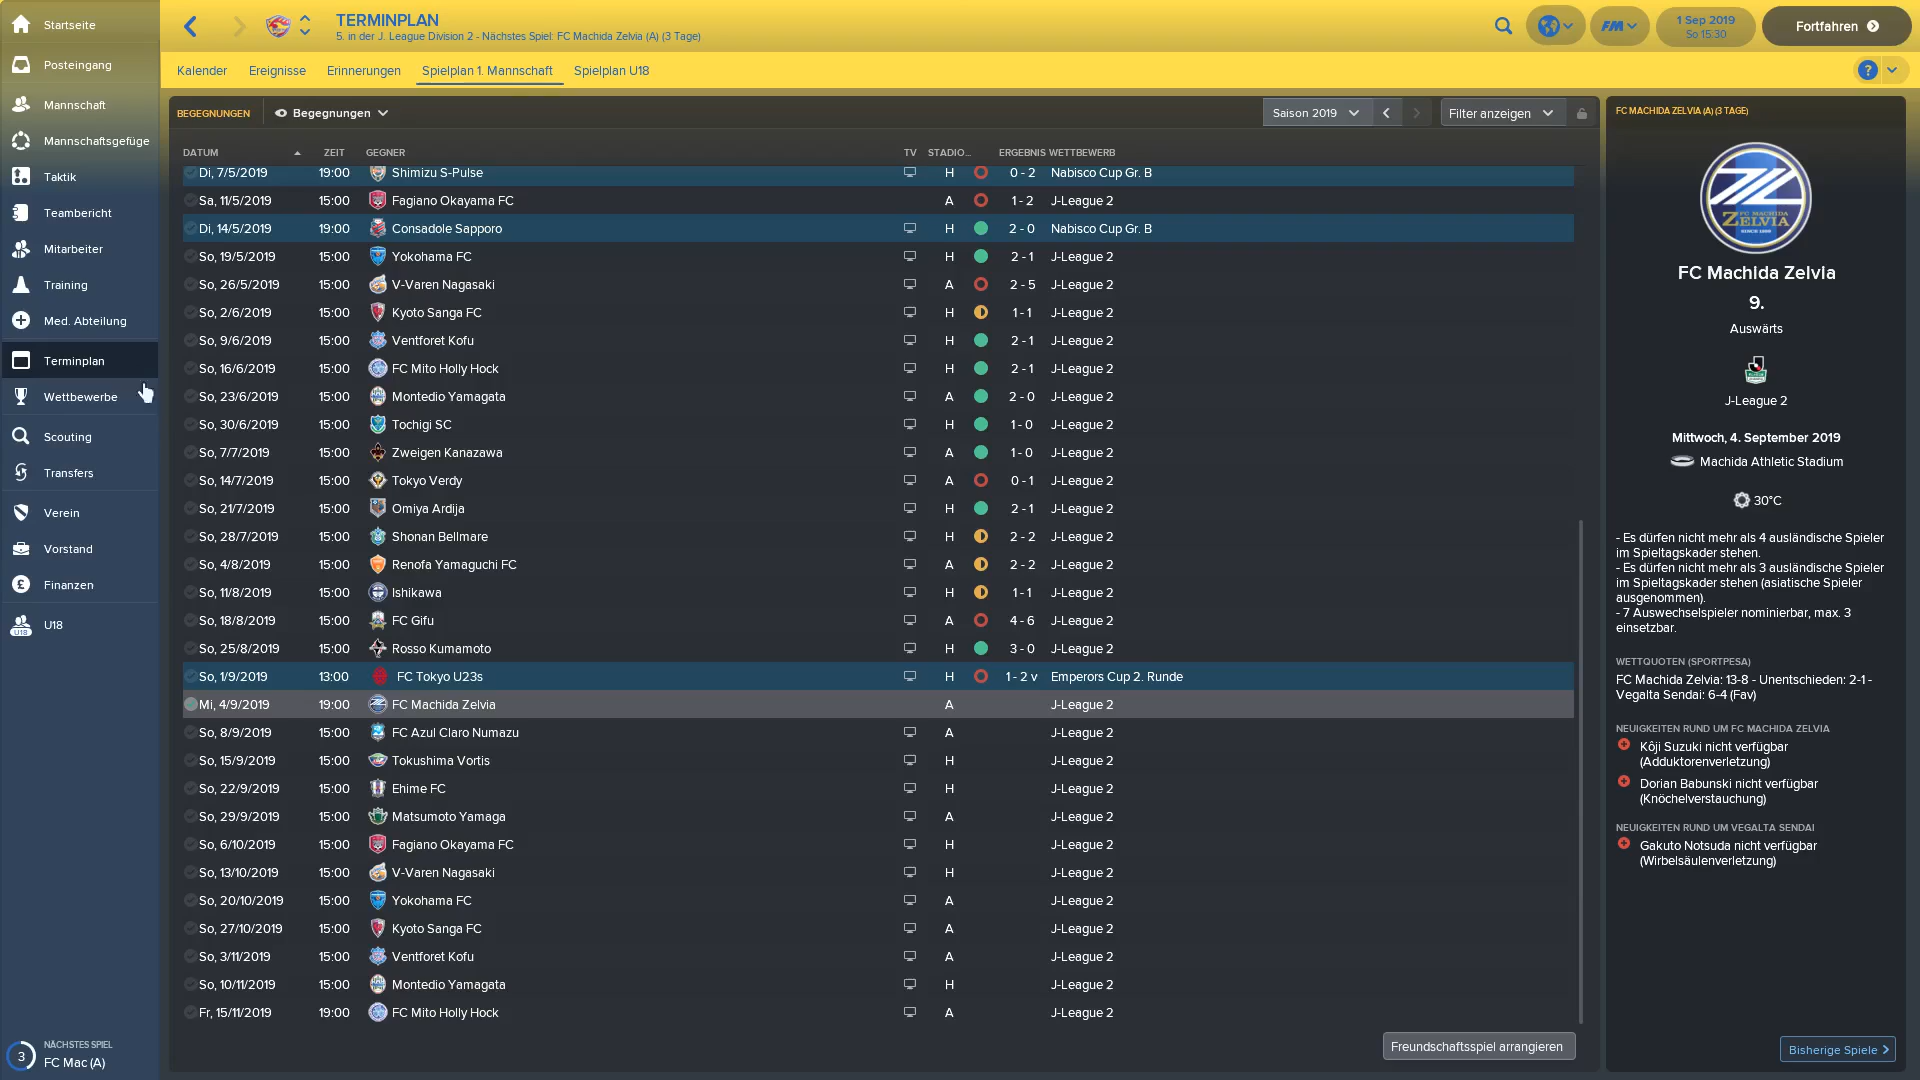 Startseite
Posteingang
Mannschaft
Mannschaftsgefüge
Taktik
Teambericht
Mitarbeiter
Training
Med. Abteilung
Terminplan
Wettbewerbe
Scouting
Transfers
Verein
Vorstand
Finanzen
U18
U18
3
NÄCHSTES SPIEL
FC Mac (A)
TERMINPLAN
5. in der J. League Division 2 - Nächstes Spiel: FC Machida Zelvia (A) (3 Tage)
FM
1 Sep 2019
So 15:30
Fortfahren
Kalender Ereignisse Erinnerungen Spielplan 1. Mannschaft Spielplan U18
?
BEGEGNUNGEN Begegnungen Saison 2019 Filter anzeigen
DATUM ZEIT GEGNER TV STADIO... ERGEBNIS WETTBEWERB
Di, 7/5/2019 19:00 Shimizu S-Pulse H 0 - 2 Nabisco Cup Gr. B
Sa, 11/5/2019 15:00 Fagiano Okayama FC A 1 - 2 J-League 2
Di, 14/5/2019 19:00 Consadole Sapporo H 2 - 0 Nabisco Cup Gr. B
So, 19/5/2019 15:00 Yokohama FC H 2 - 1 J-League 2
So, 26/5/2019 15:00 V-Varen Nagasaki A 2 - 5 J-League 2
So, 2/6/2019 15:00 Kyoto Sanga FC H 1 - 1 J-League 2
So, 9/6/2019 15:00 Ventforet Kofu H 2 - 1 J-League 2
So, 16/6/2019 15:00 FC Mito Holly Hock H 2 - 1 J-League 2
So, 23/6/2019 15:00 Montedio Yamagata A 2 - 0 J-League 2
So, 30/6/2019 15:00 Tochigi SC H 1 - 0 J-League 2
So, 7/7/2019 15:00 Zweigen Kanazawa A 1 - 0 J-League 2
So, 14/7/2019 15:00 Tokyo Verdy A 0 - 1 J-League 2
So, 21/7/2019 15:00 Omiya Ardija H 2 - 1 J-League 2
So, 28/7/2019 15:00 Shonan Bellmare H 2 - 2 J-League 2
So, 4/8/2019 15:00 Renofa Yamaguchi FC A 2 - 2 J-League 2
So, 11/8/2019 15:00 Ishikawa H 1 - 1 J-League 2
So, 18/8/2019 15:00 FC Gifu A 4 - 6 J-League 2
So, 25/8/2019 15:00 Rosso Kumamoto H 3 - 0 J-League 2
So, 1/9/2019 13:00 FC Tokyo U23s H 1 - 2 v Emperors Cup 2. Runde
Mi, 4/9/2019 19:00 FC Machida Zelvia A J-League 2
So, 8/9/2019 15:00 FC Azul Claro Numazu A J-League 2
So, 15/9/2019 15:00 Tokushima Vortis H J-League 2
So, 22/9/2019 15:00 Ehime FC H J-League 2
So, 29/9/2019 15:00 Matsumoto Yamaga A J-League 2
So, 6/10/2019 15:00 Fagiano Okayama FC H J-League 2
So, 13/10/2019 15:00 V-Varen Nagasaki H J-League 2
So, 20/10/2019 15:00 Yokohama FC A J-League 2
So, 27/10/2019 15:00 Kyoto Sanga FC A J-League 2
So, 3/11/2019 15:00 Ventforet Kofu A J-League 2
So, 10/11/2019 15:00 Montedio Yamagata H J-League 2
Fr, 15/11/2019 19:00 FC Mito Holly Hock A J-League 2
Freundschaftsspiel arrangieren
FC MACHIDA ZELVIA (A) (3 TAGE)
FC MACHIDA
ZELVIA
SINCE 1989
FC Machida Zelvia
9.
Auswärts
J-League 2
Mittwoch, 4. September 2019
Machida Athletic Stadium
30°C
- Es dürfen nicht mehr als 4 ausländische Spieler
im Spieltagskader stehen.
- Es dürfen nicht mehr als 3 ausländische Spieler
im Spieltagskader stehen (asiatische Spieler
ausgenommen).
- 7 Auswechselspieler nominierbar, max. 3
einsetzbar.
WETTQUOTEN (SPORTPESA)
FC Machida Zelvia: 13-8 - Unentschieden: 2-1 -
Vegalta Sendai: 6-4 (Fav)
NEUIGKEITEN RUND UM FC MACHIDA ZELVIA
Kôji Suzuki nicht verfügbar
(Adduktorenverletzung)
Dorian Babunski nicht verfügbar
(Knöchelverstauchung)
NEUIGKEITEN RUND UM VEGALTA SENDAI
Gakuto Notsuda nicht verfügbar
(Wirbelsäulenverletzung)
Bisherige Spiele